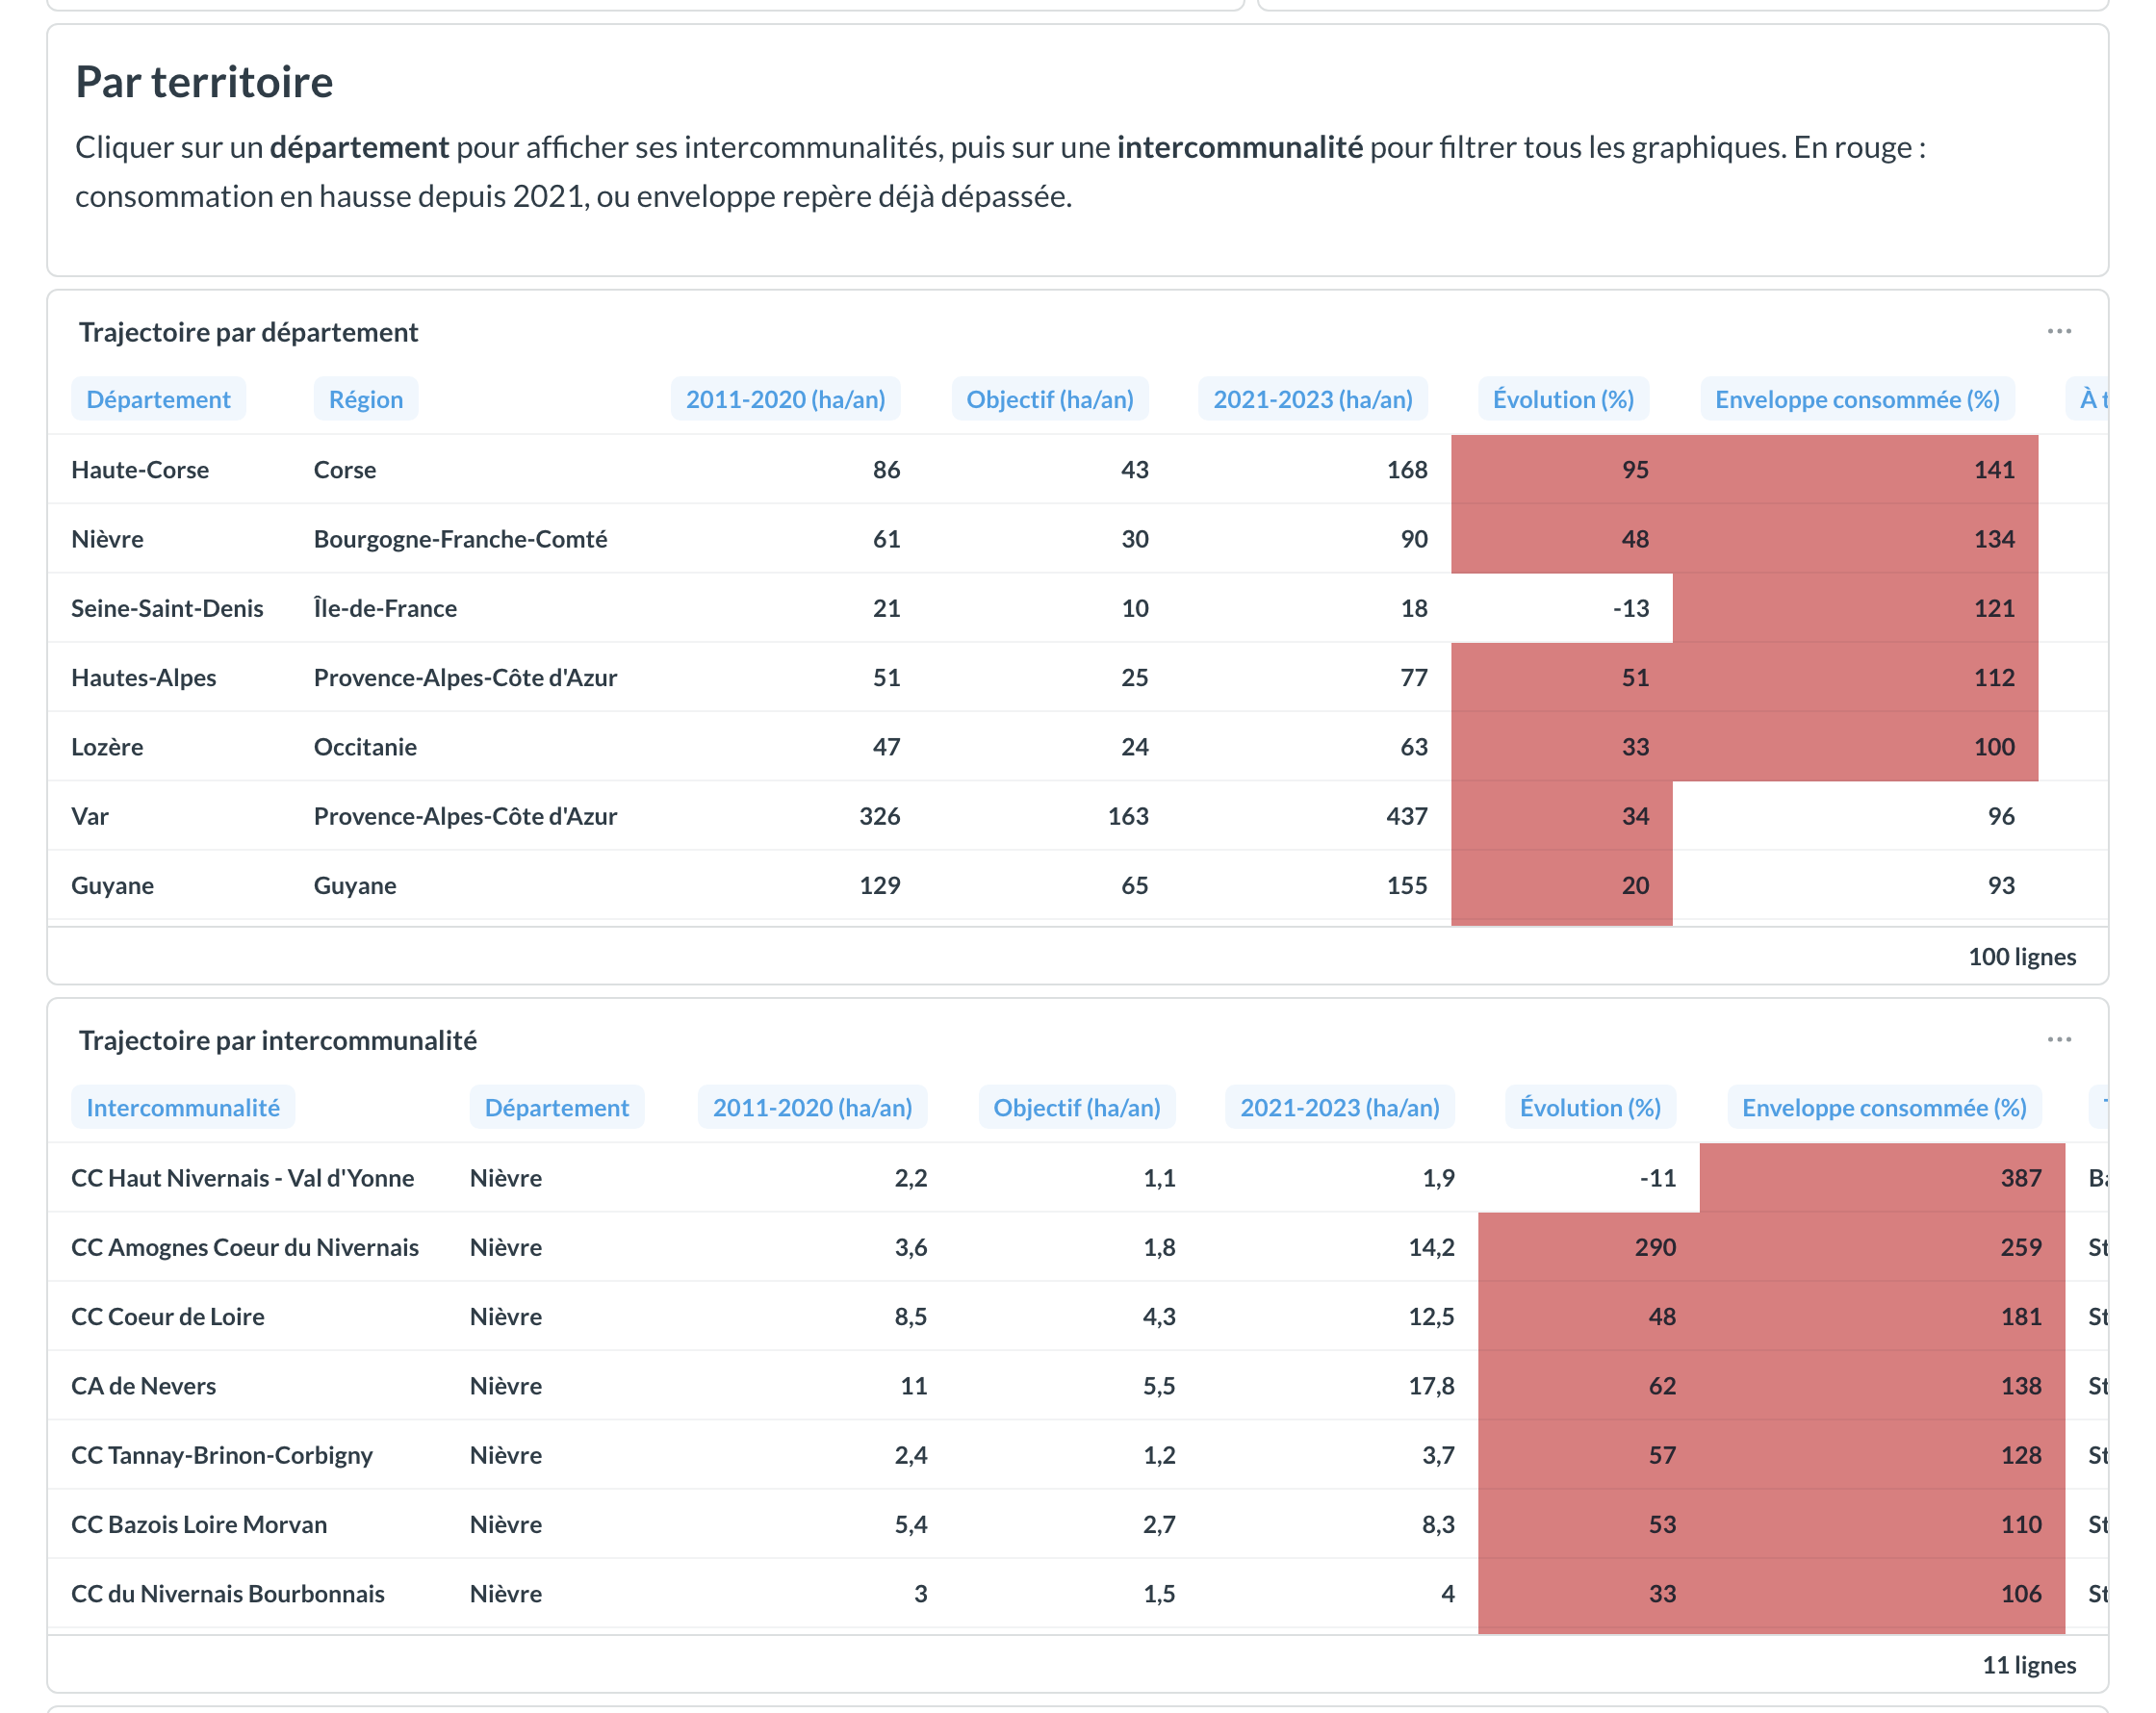 Par territoire
Cliquer sur un département pour afficher ses intercommunalités, puis sur une intercommunalité pour filtrer tous les graphiques. En rouge :
consommation en hausse depuis 2021, ou enveloppe repère déjà dépassée.
Trajectoire par département
Département Région 2011-2020 (ha/an) Objectif (ha/an) 2021-2023 (ha/an) Évolution (%) Enveloppe consommée (%) À
Haute-Corse Corse 86 43 168 95 141
Nièvre Bourgogne-Franche-Comté 61 30 90 48 134
Seine-Saint-Denis Île-de-France 21 10 18 -13 121
Hautes-Alpes Provence-Alpes-Côte d'Azur 51 25 77 51 112
Lozère Occitanie 47 24 63 33 100
Var Provence-Alpes-Côte d'Azur 326 163 437 34 96
Guyane Guyane 129 65 155 20 93
100 lignes
Trajectoire par intercommunalité
Intercommunalité Département 2011-2020 (ha/an) Objectif (ha/an) 2021-2023 (ha/an) Évolution (%) Enveloppe consommée (%)
CC Haut Nivernais - Val d'Yonne Nièvre 2,2 1,1 1,9 -11 387
CC Amognes Coeur du Nivernais Nièvre 3,6 1,8 14,2 290 259
CC Coeur de Loire Nièvre 8,5 4,3 12,5 48 181
CA de Nevers Nièvre 11 5,5 17,8 62 138
CC Tannay-Brinon-Corbigny Nièvre 2,4 1,2 3,7 57 128
CC Bazois Loire Morvan Nièvre 5,4 2,7 8,3 53 110
CC du Nivernais Bourbonnais Nièvre 3 1,5 4 33 106
11 lignes